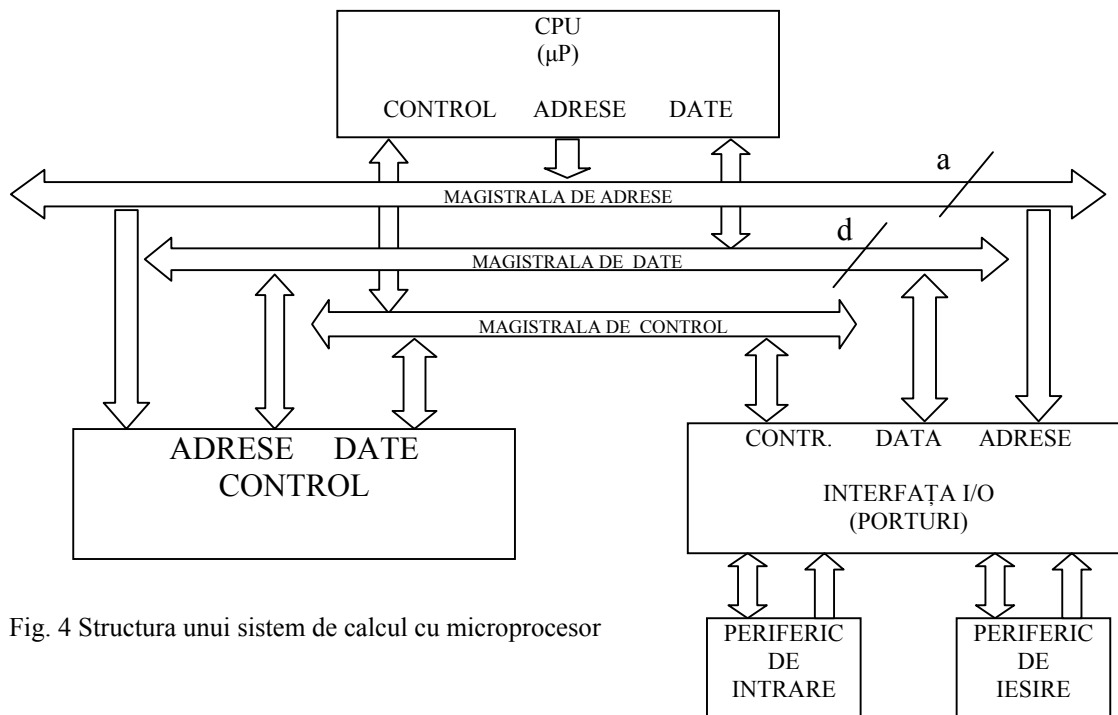 CPU
(μP)
CONTROL ADRESE DATE
a
MAGISTRALA DE ADRESE
d
MAGISTRALA DE DATE
MAGISTRALA DE CONTROL
ADRESE DATE
CONTROL
CONTR. DATA ADRESE
INTERFAȚA I/O
(PORTURI)
Fig. 4 Structura unui sistem de calcul cu microprocesor
PERIFERIC
DE
INTRARE
PERIFERIC
DE
IESIRE